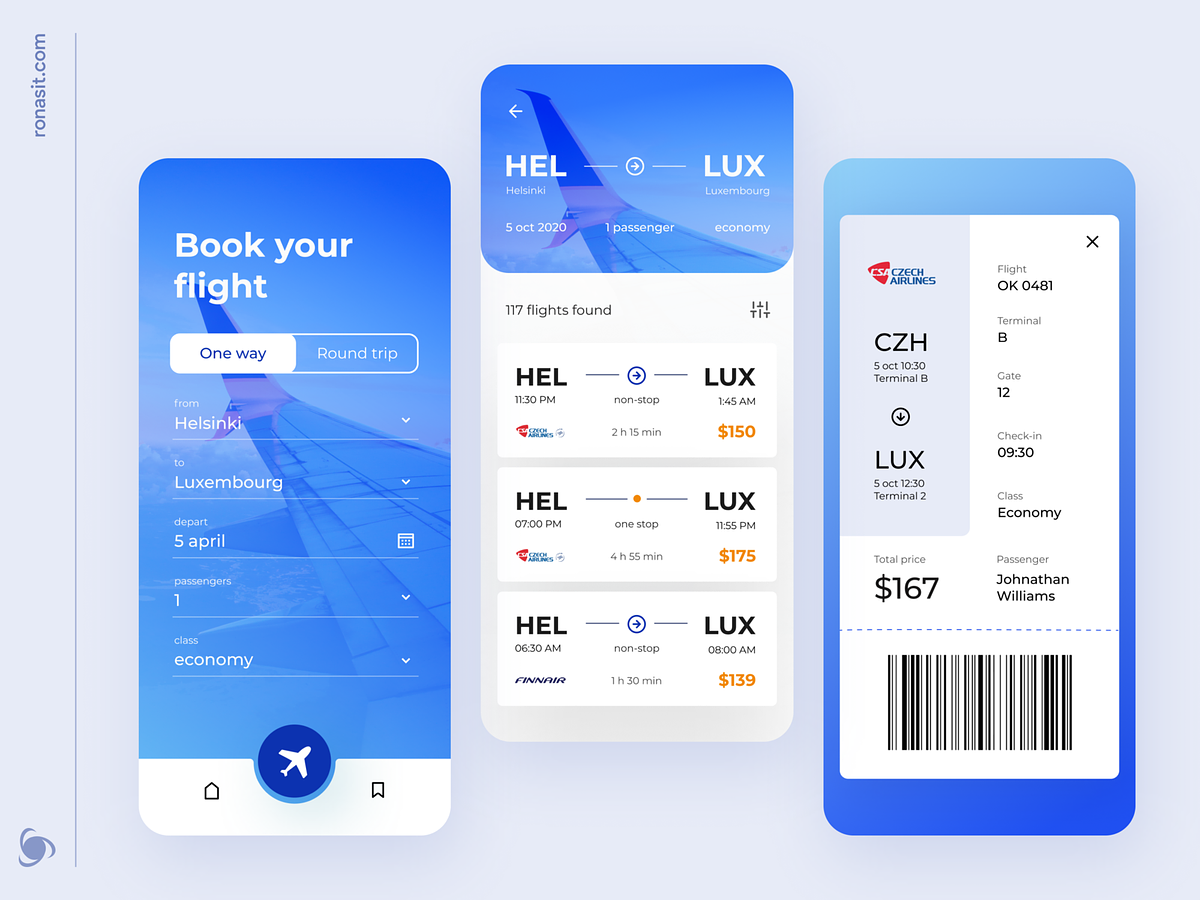 ronasit.com
Book your
flight
One way
Round trip
from
Helsinki
to
Luxembourg
depart
5 april
passengers
1
class
economy
HEL
LUX
Helsinki
Luxembourg
5 oct 2020
1 passenger
economy
117 flights found
HEL
LUX
11:30 PM
non-stop
1:45 AM
CSA CZECH
AIRLINES
2 h 15 min
$150
HEL
LUX
07:00 PM
one stop
11:55 PM
CSA CZECH
AIRLINES
4 h 55 min
$175
HEL
LUX
06:30 AM
non-stop
08:00 AM
FINNAIR
1 h 30 min
$139
CSA CZECH
AIRLINES
CZH
5 oct 10:30
Terminal B
LUX
5 oct 12:30
Terminal 2
Flight
OK 0481
Terminal
B
Gate
12
Check-in
09:30
Class
Economy
Total price
$167
Passenger
Johnathan
Williams